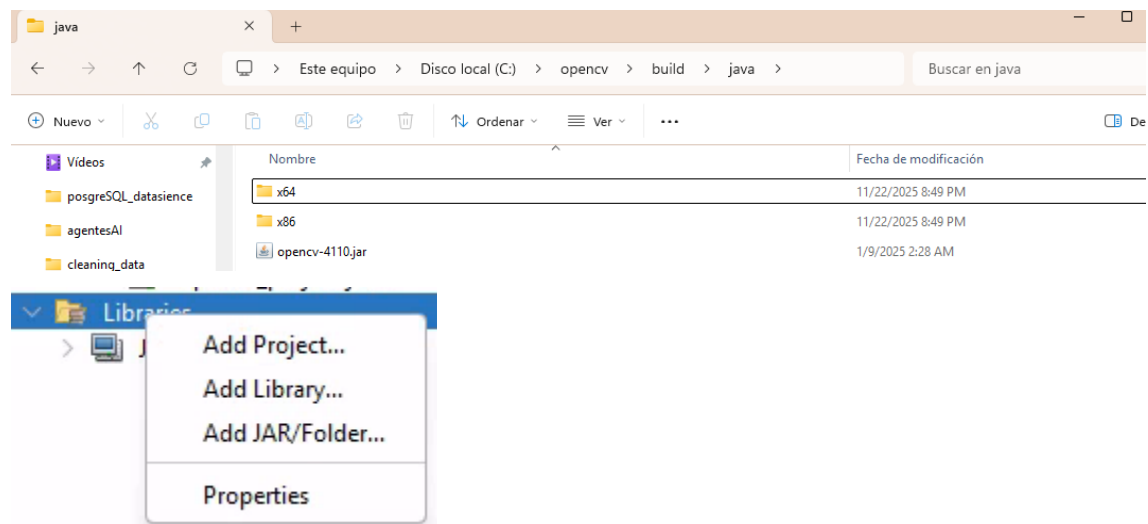 java
Este equipo > Disco local (C:) > opencv > build > java >
Buscar en java
Nuevo
Ordenar
Ver
De
Vídeos
posgreSQL_datasience
agentesAI
cleaning_data
Nombre
Fecha de modificación
x64
11/22/2025 8:49 PM
x86
11/22/2025 8:49 PM
opencv-4110.jar
1/9/2025 2:28 AM
Libraries
J
Add Project...
Add Library...
Add JAR/Folder...
Properties